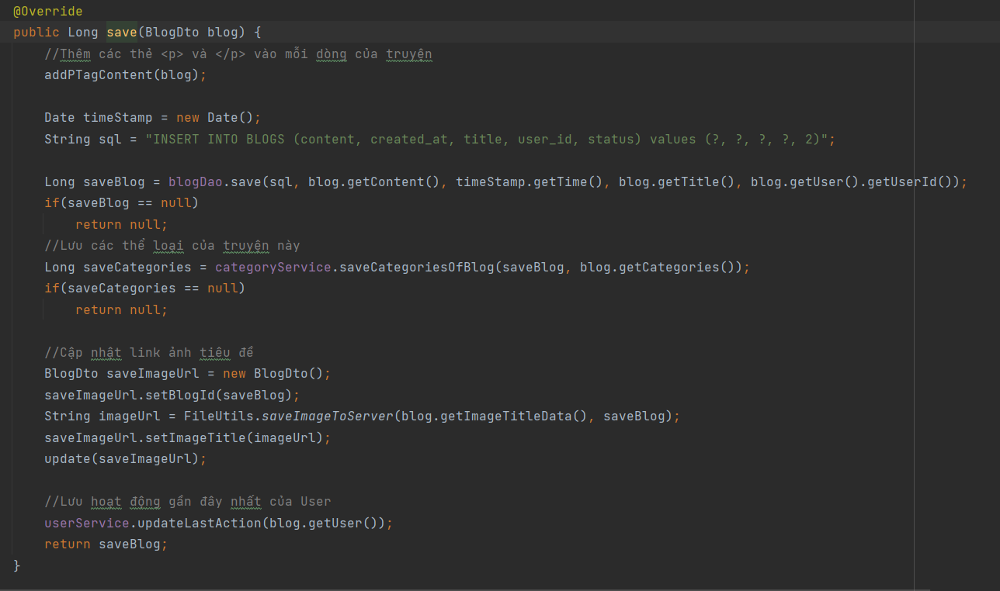 @Override
public Long save(BlogDto blog) {
//Thêm các thẻ <p> và </p> vào mỗi dòng của truyện
addPTagContent(blog);
Date timeStamp = new Date();
String sql = "INSERT INTO BLOGS (content, created_at, title, user_id, status) values (?, ?, ?, ?, 2)";
Long saveBlog = blogDao.save(sql, blog.getContent(), timeStamp.getTime(), blog.getTitle(), blog.getUser().getUserId());
if(saveBlog == null)
return null;
//Lưu các thể loại của truyện này
Long saveCategories = categoryService.saveCategoriesOfBlog(saveBlog, blog.getCategories());
if(saveCategories == null)
return null;
//Cập nhật link ảnh tiêu đề
BlogDto saveImageUrl = new BlogDto();
saveImageUrl.setBlogId(saveBlog);
String imageUrl = FileUtils.saveImageToServer(blog.getImageTitleData(), saveBlog);
saveImageUrl.setImageTitle(imageUrl);
update(saveImageUrl);
//Lưu hoạt động gần đây nhất của User
userService.updateLastAction(blog.getUser());
return saveBlog;
}